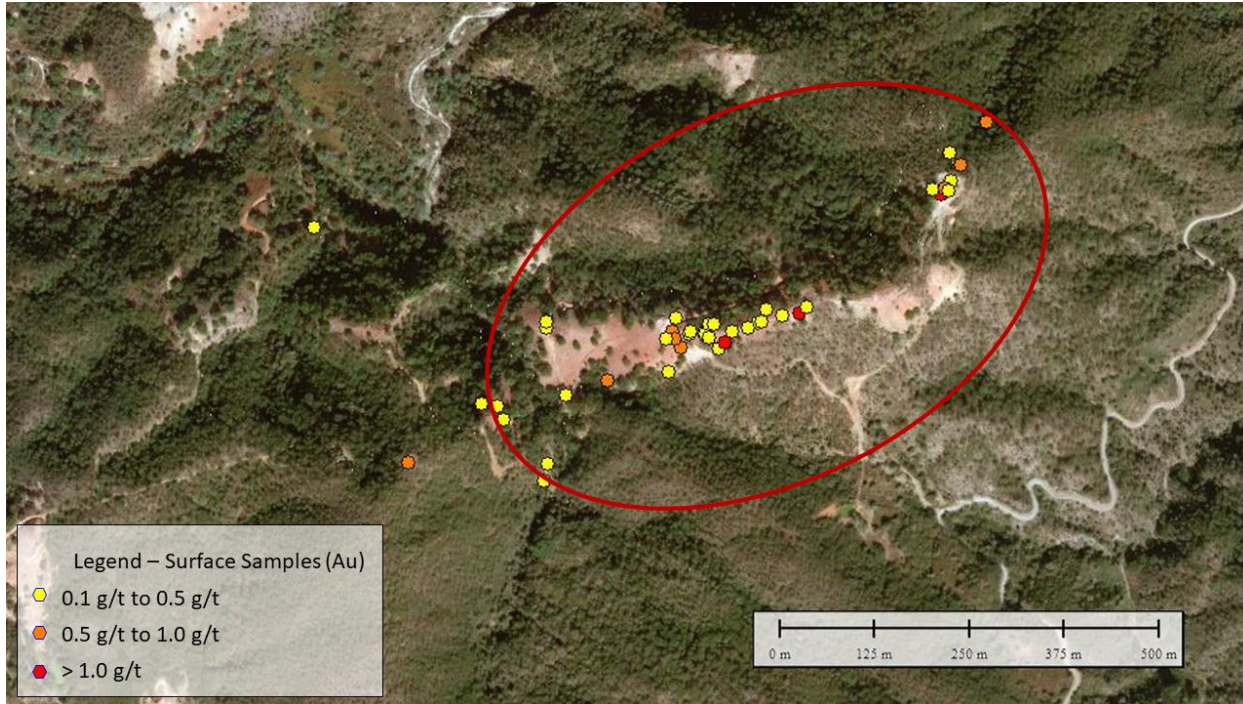 Legend – Surface Samples (Au)
0.1 g/t to 0.5 g/t
0.5 g/t to 1.0 g/t
> 1.0 g/t
0 m 125 m 250 m 375 m 500 m